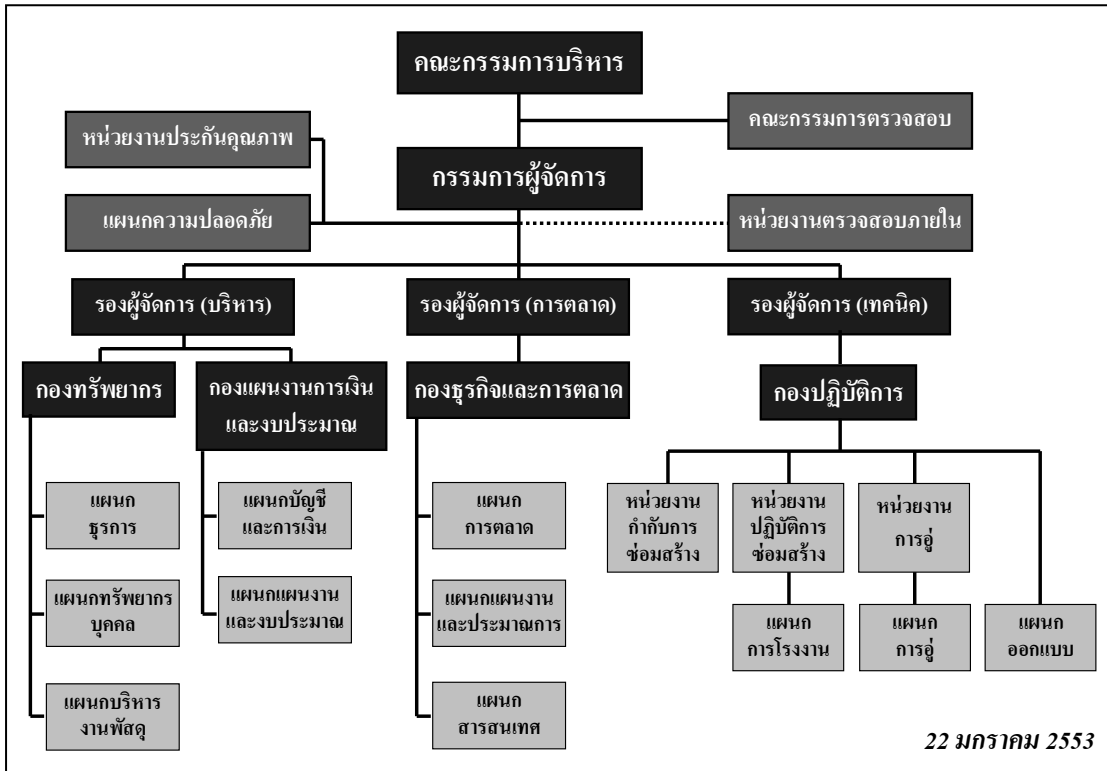 คณะกรรมการบริหาร
คณะกรรมการตรวจสอบ
หน่วยงานประกันคุณภาพ
กรรมการผู้จัดการ
แผนกความปลอดภัย
หน่วยงานตรวจสอบภายใน
รองผู้จัดการ (บริหาร)
รองผู้จัดการ (การตลาด)
รองผู้จัดการ (เทคนิค)
กองทรัพยากร
กองแผนงานการเงิน
และงบประมาณ
กองธุรกิจและการตลาด
กองปฏิบัติการ
แผนก
ธุรการ
แผนกบัญชี
และการเงิน
แผนก
การตลาด
หน่วยงาน
กำกับการ
ซ่อมสร้าง
หน่วยงาน
ปฏิบัติการ
ซ่อมสร้าง
หน่วยงาน
การอู่
แผนกทรัพยากร
บุคคล
แผนกแผนงาน
และงบประมาณ
แผนกแผนงาน
และประมาณการ
แผนก
การโรงงาน
แผนก
การอู่
แผนก
ออกแบบ
แผนกบริหาร
งานพัสดุ
แผนก
สารสนเทศ
22 มกราคม 2553